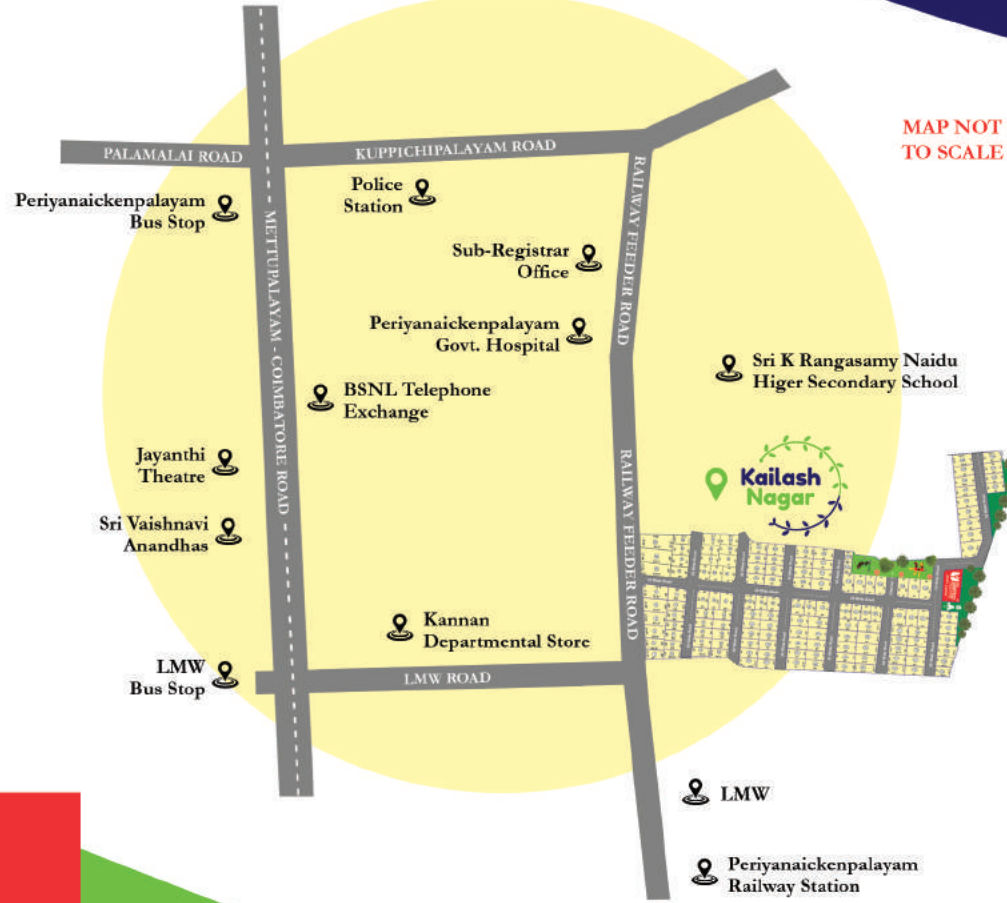 MAP NOT
TO SCALE
PALAMALAI ROAD
KUPPICHIPALAYAM ROAD
Periyanaickenpalayam
Bus Stop
Police
Station
METTUPALAYAM - COIMBATORE ROAD
RAILWAY FEEDER ROAD
Sub-Registrar
Office
Periyanaickenpalayam
Govt. Hospital
Sri K Rangasamy Naidu
Higer Secondary School
BSNL Telephone
Exchange
Jayanthi
Theatre
Kailash
Nagar
RAILWAY FEEDER ROAD
Sri Vaishnavi
Anandhas
Kannan
Departmental Store
LMW
Bus Stop
LMW ROAD
LMW
Periyanaickenpalayam
Railway Station